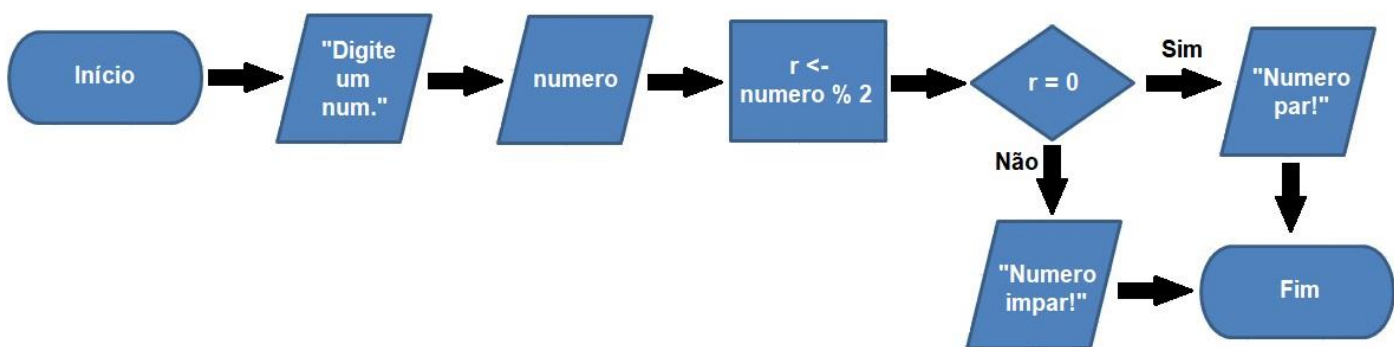 Início
"Digite
um
num."
numero
r <-
numero % 2
r = 0
Sim
"Numero
par!"
Não
"Numero
impar!"
Fim